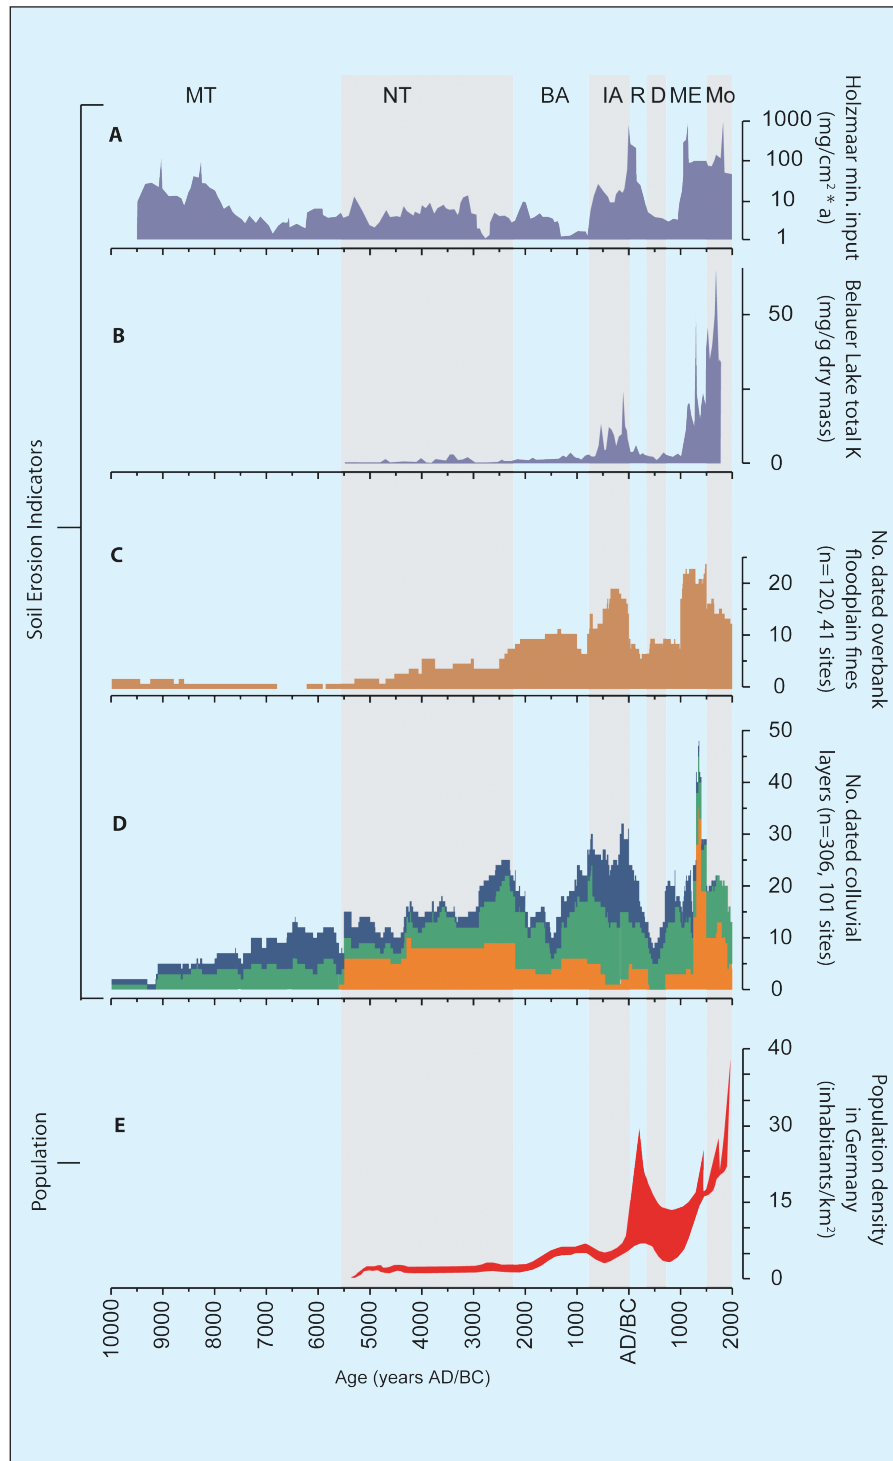 MT NT BA IA R D ME Mo
Soil Erosion Indicators
A
1000
100
10
1
Holzmaar min. input
(mg/cm² * a)
B
50
0
Belauer Lake total K
(mg/g dry mass)
C
20
10
0
No. dated overbank
floodplain fines
(n=120, 41 sites)
D
50
40
30
20
10
0
No. dated colluvial
layers (n=306, 101 sites)
Population
E
40
30
15
0
Population density
in Germany
(inhabitants/km²)
10000 9000 8000 7000 6000 5000 4000 3000 2000 1000 AD/BC 1000 2000
Age (years AD/BC)